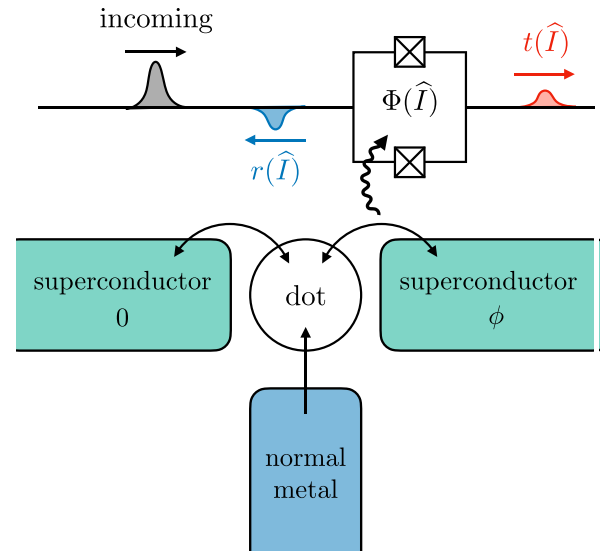 incoming
t(Î)
Φ(Î)
r(Î)
superconductor
0
dot
superconductor
ϕ
normal
metal